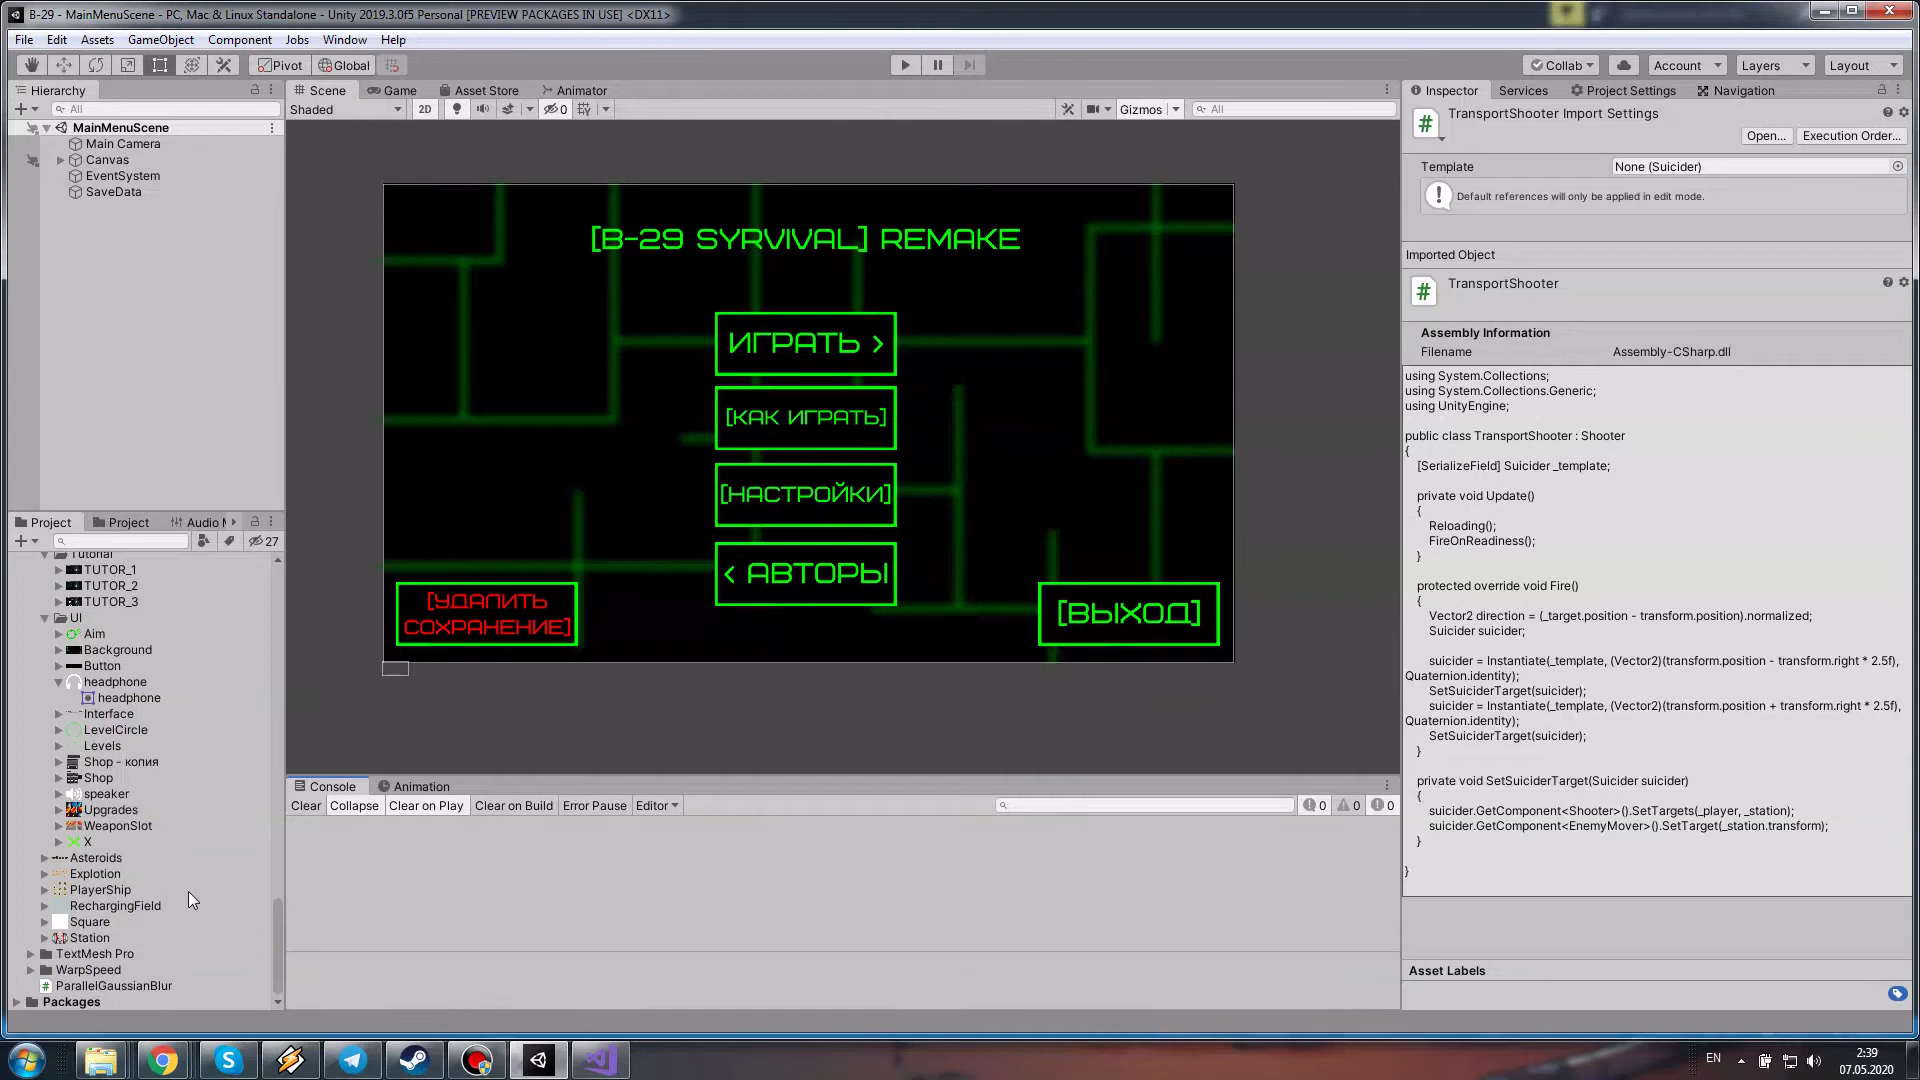 B-29 - MainMenuScene - PC, Mac & Linux Standalone - Unity 2019.3.0f5 Personal [PREVIEW PACKAGES IN USE] <DX11>
File Edit Assets GameObject Component Jobs Window Help
Pivot Global Collab Account Layers Layout
Hierarchy
All
MainMenuScene
Main Camera
Canvas
EventSystem
SaveData
Scene Game Asset Store Animator
Shaded 2D 0 Gizmos All
[B-29 SYRVIVAL] REMAKE
ИГРАТЬ >
[КАК ИГРАТЬ]
[НАСТРОЙКИ]
< АВТОРЫ
[УДАЛИТЬ
СОХРАНЕНИЕ]
[ВЫХОД]
Project Project Audio M
27
Tutorial
TUTOR_1
TUTOR_2
TUTOR_3
UI
Aim
Background
Button
headphone
headphone
Interface
LevelCircle
Levels
Shop - копия
Shop
speaker
Upgrades
WeaponSlot
X
Asteroids
Explotion
PlayerShip
RechargingField
Square
Station
TextMesh Pro
WarpSpeed
ParallelGaussianBlur
Packages
Console Animation
Clear Collapse Clear on Play Clear on Build Error Pause Editor 0 0 0
Inspector Services Project Settings Navigation
TransportShooter Import Settings
Open... Execution Order...
Template None (Suicider)
Default references will only be applied in edit mode.
Imported Object
TransportShooter
Assembly Information
Filename Assembly-CSharp.dll
using System.Collections;
using System.Collections.Generic;
using UnityEngine;
public class TransportShooter : Shooter
{
[SerializeField] Suicider _template;
private void Update()
{
Reloading();
FireOnReadiness();
}
protected override void Fire()
{
Vector2 direction = (_target.position - transform.position).normalized;
Suicider suicider;
suicider = Instantiate(_template, (Vector2)(transform.position - transform.right * 2.5f),
Quaternion.identity);
SetSuiciderTarget(suicider);
suicider = Instantiate(_template, (Vector2)(transform.position + transform.right * 2.5f),
Quaternion.identity);
SetSuiciderTarget(suicider);
}
private void SetSuiciderTarget(Suicider suicider)
{
suicider.GetComponent<Shooter>().SetTargets(_player, _station);
suicider.GetComponent<EnemyMover>().SetTarget(_station.transform);
}
}
Asset Labels
EN
2:39
07.05.2020